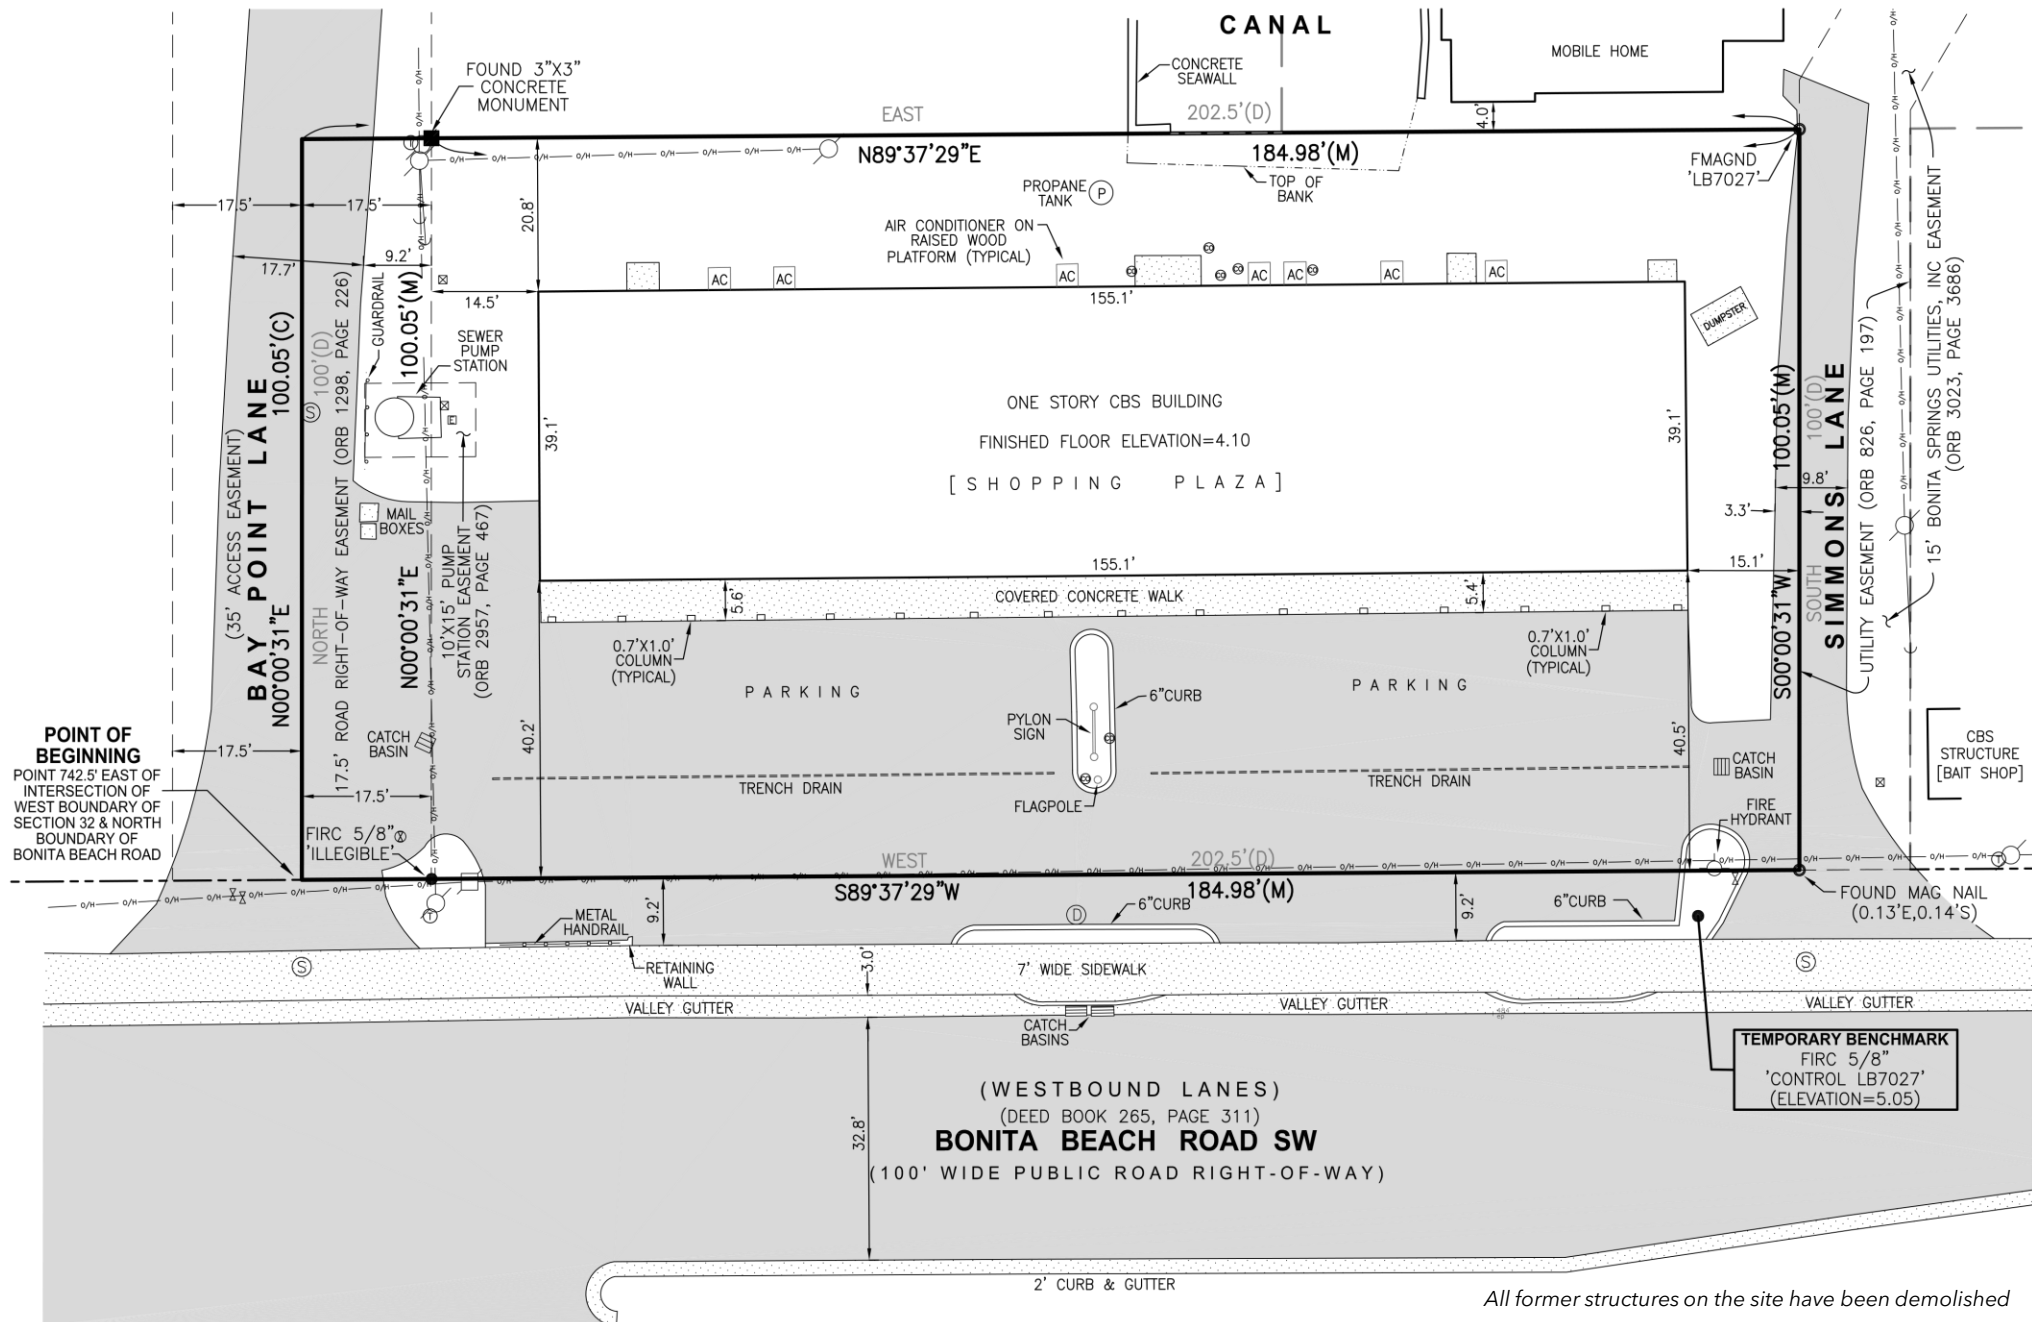 CANAL
MOBILE HOME
CONCRETE
SEAWALL
FOUND 3"X3"
CONCRETE
MONUMENT
EAST
202.5'(D)
4.0'
N89°37'29"E
184.98'(M)
TOP OF
BANK
FMAGND
'LB7027'
PROPANE
TANK
P
AIR CONDITIONER ON
RAISED WOOD
PLATFORM (TYPICAL)
17.5'
17.5'
20.8'
9.2'
17.7'
14.5'
AC
AC
AC
AC
AC
AC
AC
155.1'
DUMPSTER
GUARDRAIL
100.05'(M)
SEWER
PUMP
STATION
100.05'(C)
100'(D)
S
BAY POINT LANE
(35' ACCESS EASEMENT)
N00°00'31"E
NORTH
17.5' ROAD RIGHT-OF-WAY EASEMENT (ORB 1298, PAGE 226)
N00°00'31"E
10'X15' PUMP
STATION EASEMENT
(ORB 2957, PAGE 467)
MAIL
BOXES
39.1'
ONE STORY CBS BUILDING
FINISHED FLOOR ELEVATION=4.10
[SHOPPING PLAZA]
39.1'
100.05'(M)
100'(D)
SIMMONS LANE
S00°00'31"W
SOUTH
UTILITY EASEMENT (ORB 826, PAGE 197)
15' BONITA SPRINGS UTILITIES, INC EASEMENT
(ORB 3023, PAGE 3686)
9.8'
3.3'
15.1'
155.1'
5.6'
COVERED CONCRETE WALK
5.4'
0.7'X1.0'
COLUMN
(TYPICAL)
0.7'X1.0'
COLUMN
(TYPICAL)
PARKING
PARKING
6"CURB
PYLON
SIGN
FLAGPOLE
40.2'
40.5'
TRENCH DRAIN
TRENCH DRAIN
CATCH
BASIN
CATCH
BASIN
FIRE
HYDRANT
CBS
STRUCTURE
[BAIT SHOP]
POINT OF
BEGINNING
POINT 742.5' EAST OF
INTERSECTION OF
WEST BOUNDARY OF
SECTION 32 & NORTH
BOUNDARY OF
BONITA BEACH ROAD
17.5'
17.5'
FIRC 5/8"
'ILLEGIBLE'
WEST
202.5'(D)
S89°37'29"W
184.98'(M)
FOUND MAG NAIL
(0.13'E,0.14'S)
9.2'
9.2'
METAL
HANDRAIL
D
6"CURB
6"CURB
RETAINING
WALL
S
3.0'
7' WIDE SIDEWALK
S
VALLEY GUTTER
VALLEY GUTTER
VALLEY GUTTER
CATCH
BASINS
TEMPORARY BENCHMARK
FIRC 5/8"
'CONTROL LB7027'
(ELEVATION=5.05)
32.8'
(WESTBOUND LANES)
(DEED BOOK 265, PAGE 311)
BONITA BEACH ROAD SW
(100' WIDE PUBLIC ROAD RIGHT-OF-WAY)
2' CURB & GUTTER
All former structures on the site have been demolished